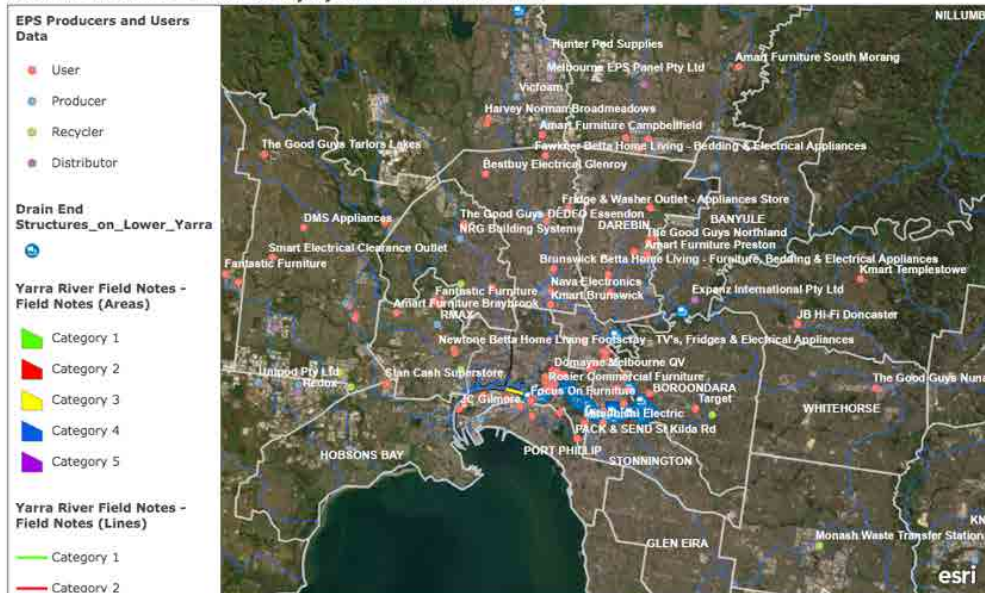 EPS Producers and Users
Data
User
Producer
Recycler
Distributor
Drain End
Structures_on_Lower_Yarra
Yarra River Field Notes -
Field Notes (Areas)
Category 1
Category 2
Category 3
Category 4
Category 5
Yarra River Field Notes -
Field Notes (Lines)
Category 1
Category 2
NILLUMB
Hunter Pod Supplies
Amart Furniture South Morang
Melbourne EPS Panel Pty Ltd
Vicfoam
Harvey Norman Broadmeadows
Amart Furniture Campbellfield
The Good Guys Tarlors Lakes
Fawkner Betta Home Living - Bedding & Electrical Appliances
Bestbuy Electrical Glenroy
Fridge & Washer Outlet - Appliances Store
DMS Appliances
The Good Guys DEDEO Essendon
BANYULE
NRG Building Systems
DAREBIN
The Good Guys Northland
Smart Electrical Clearance Outlet
Amart Furniture Preston
Fantastic Furniture
Brunswick Betta Home Living - Furniture, Bedding & Electrical Appliances
Kmart Templestowe
Nava Electronics
Expanz International Pty Ltd
Fantastic Furniture
Kmart Brunswick
Amart Furniture Braybrook
RMAX
JB Hi-Fi Doncaster
Newtone Betta Home Living Footscray - TV's, Fridges & Electrical Appliances
Domayne Melbourne QV
Unipod Pty Ltd
Slan Cash Superstore
Rosier Commercial Furniture
Redox
Focus On Furniture
BOROONDARA
The Good Guys Nuna
JC Gilmore
Target
WHITEHORSE
Millennial Electric
PACK & SEND St Kilda Rd
HOBSONS BAY
PORT PHILLIP
STONNINGTON
KN
Monash Waste Transfer Station
GLEN EIRA
esri